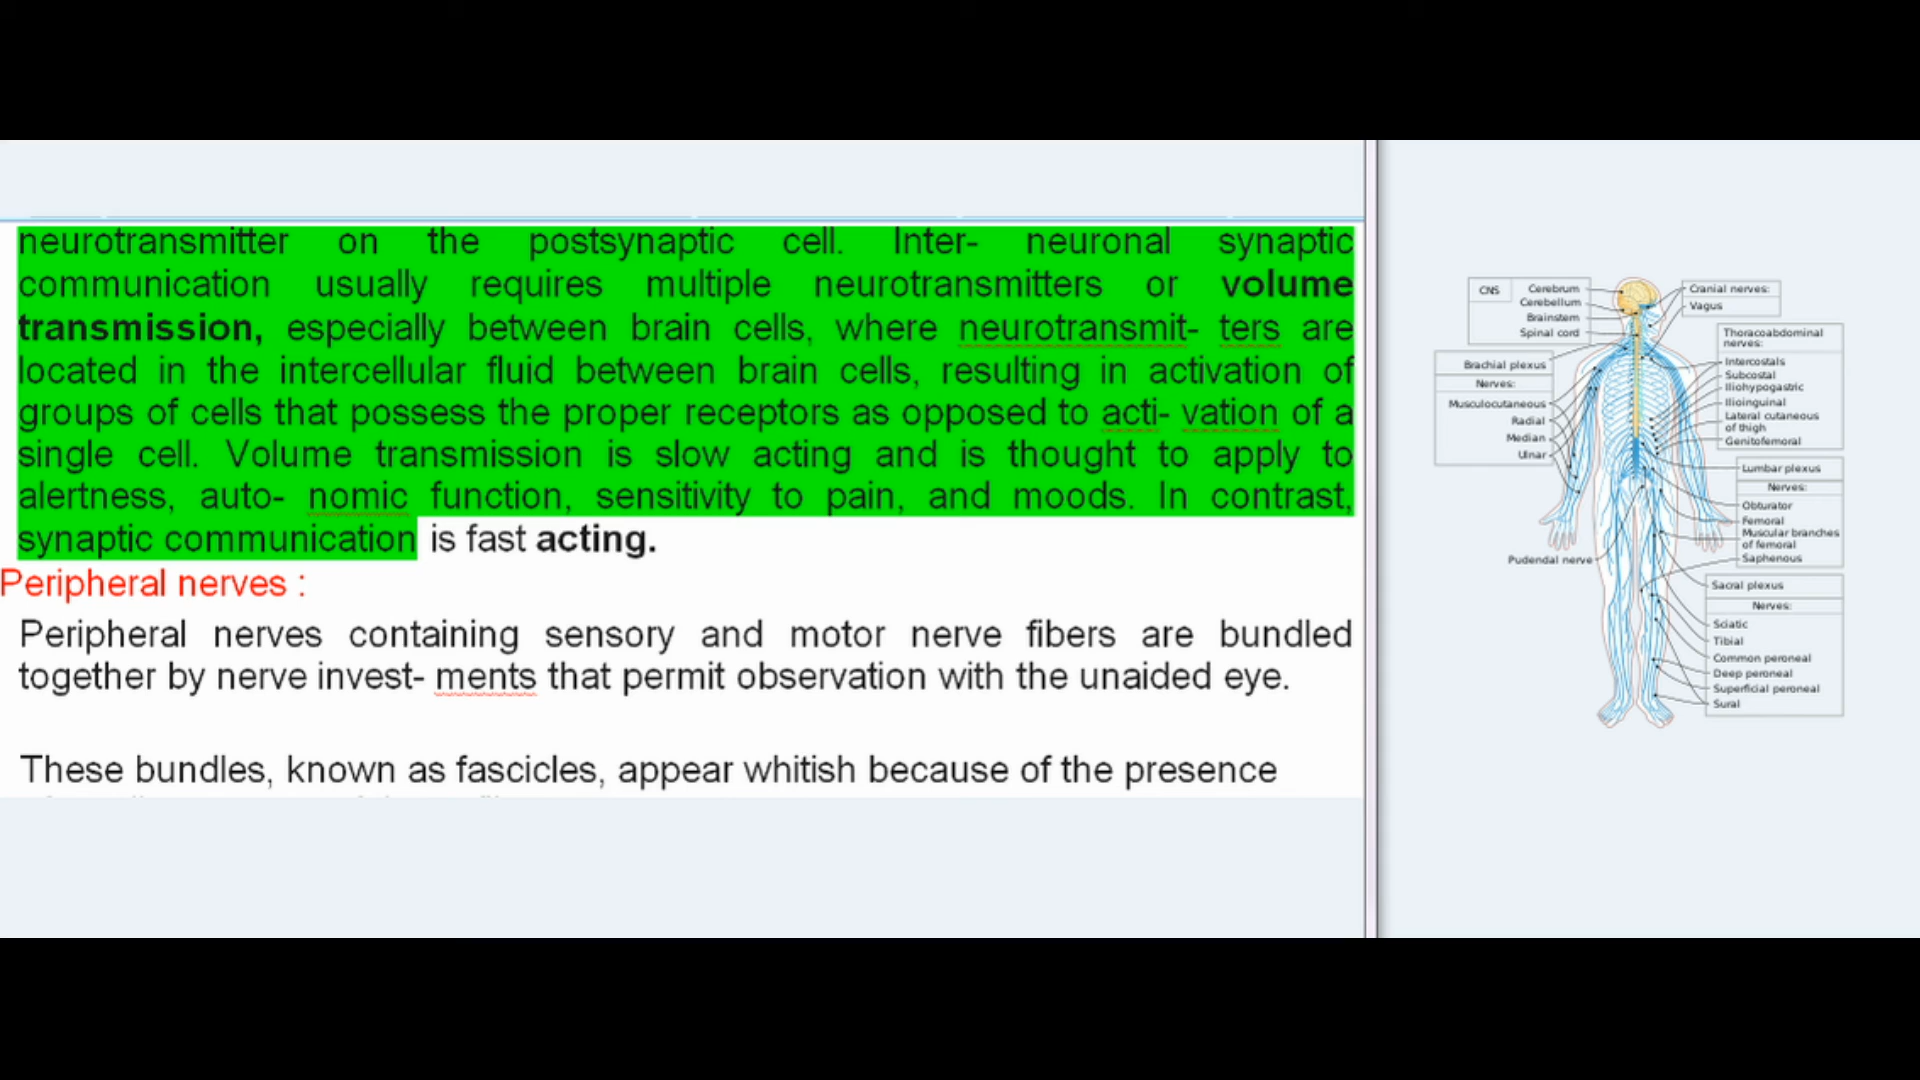 neurotransmitter on the postsynaptic cell. Inter- neuronal synaptic
communication usually requires multiple neurotransmitters or volume
transmission, especially between brain cells, where neurotransmit- ters are
located in the intercellular fluid between brain cells, resulting in activation of
groups of cells that possess the proper receptors as opposed to acti- vation of a
single cell. Volume transmission is slow acting and is thought to apply to
alertness, auto- nomic function, sensitivity to pain, and moods. In contrast,
synaptic communication is fast acting.
Peripheral nerves :
Peripheral nerves containing sensory and motor nerve fibers are bundled
together by nerve invest- ments that permit observation with the unaided eye.
These bundles, known as fascicles, appear whitish because of the presence
CNS
Cerebrum
Cerebellum
Brainstem
Spinal cord
Brachial plexus
Nerves:
Musculocutaneous
Radial
Median
Ulnar
Pudendal nerve
Cranial nerves:
Vagus
Thoracoabdominal
nerves:
Intercostals
Subcostal
Iliohypogastric
Ilioinguinal
Lateral cutaneous
of thigh
Genitofemoral
Lumbar plexus
Nerves:
Obturator
Femoral
Muscular branches
of femoral
Saphenous
Sacral plexus
Nerves:
Sciatic
Tibial
Common peroneal
Deep peroneal
Superficial peroneal
Sural